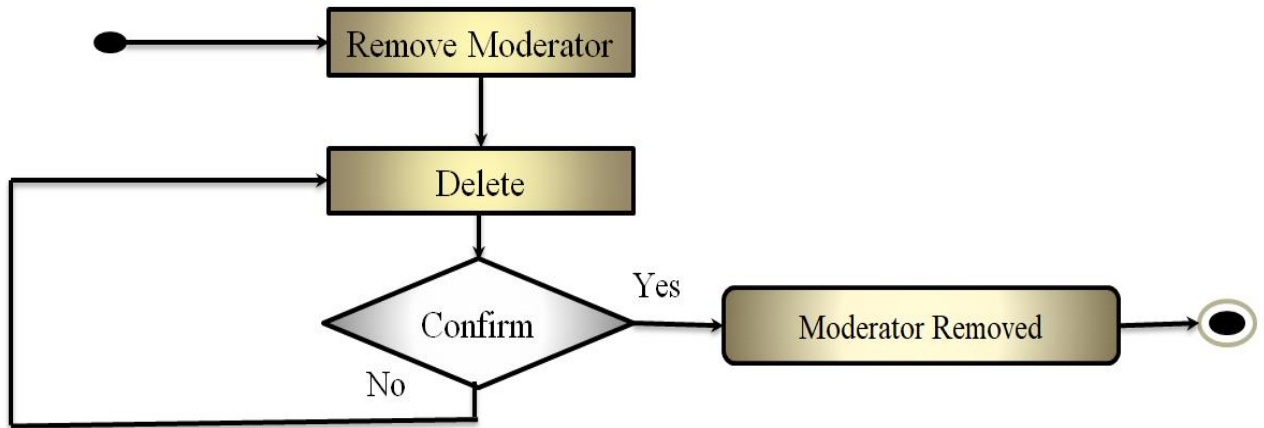 Remove Moderator
Delete
Confirm
Yes
Moderator Removed
No